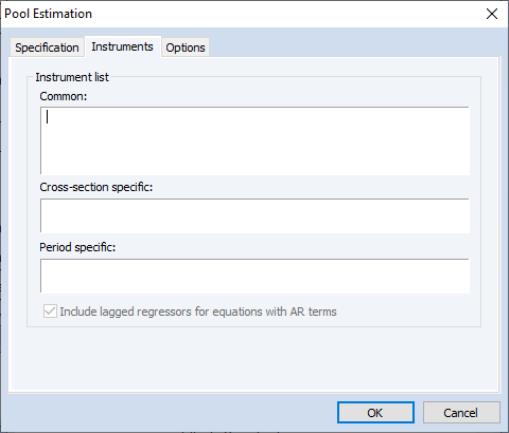 Pool Estimation
Specification Instruments Options
Instrument list
Common:
Cross-section specific:
Period specific:
Include lagged regressors for equations with AR terms
OK Cancel